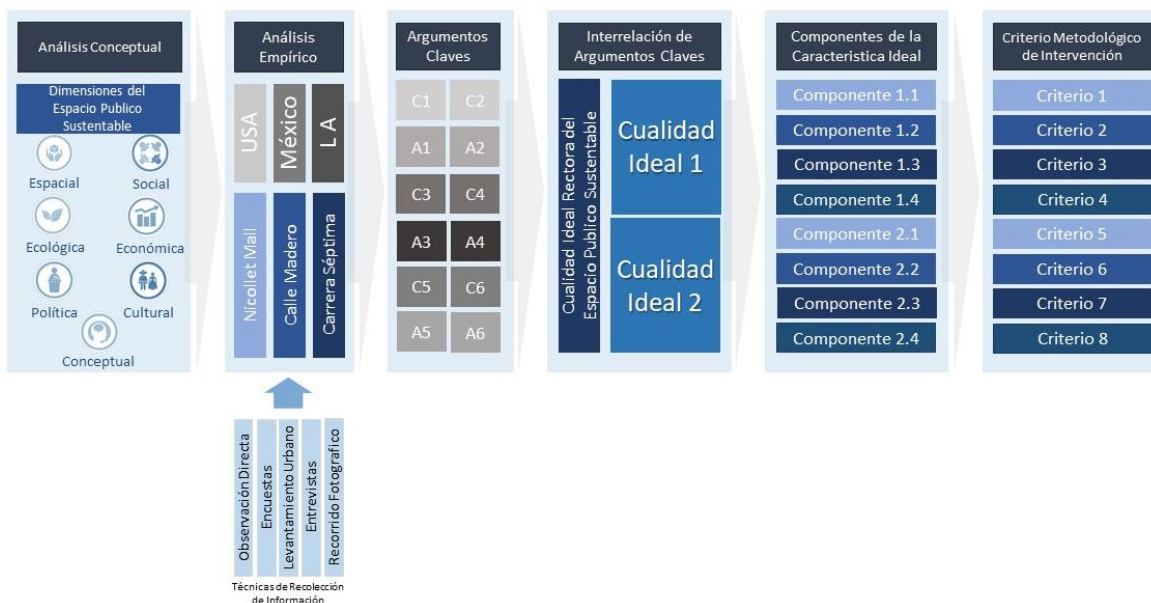 Análisis Conceptual
Dimensiones del
Espacio Publico
Sustentable
Espacial
Social
Ecológica
Económica
Política
Cultural
Conceptual
Análisis
Empírico
USA
México
L A
Nicollet Mall
Calle Madero
Carrera Séptima
Observación Directa
Encuestas
Levantamiento Urbano
Entrevistas
Recorrido Fotografico
Técnicas de Recolección
de Información
Argumentos
Claves
C1
C2
A1
A2
C3
C4
A3
A4
C5
C6
A5
A6
Interrelación de
Argumentos Claves
Cualidad Ideal Rectora del
Espacio Publico Sustentable
Cualidad
Ideal 1
Cualidad
Ideal 2
Componentes de la
Caracteristica Ideal
Componente 1.1
Componente 1.2
Componente 1.3
Componente 1.4
Componente 2.1
Componente 2.2
Componente 2.3
Componente 2.4
Criterio Metodológico
de Intervención
Criterio 1
Criterio 2
Criterio 3
Criterio 4
Criterio 5
Criterio 6
Criterio 7
Criterio 8